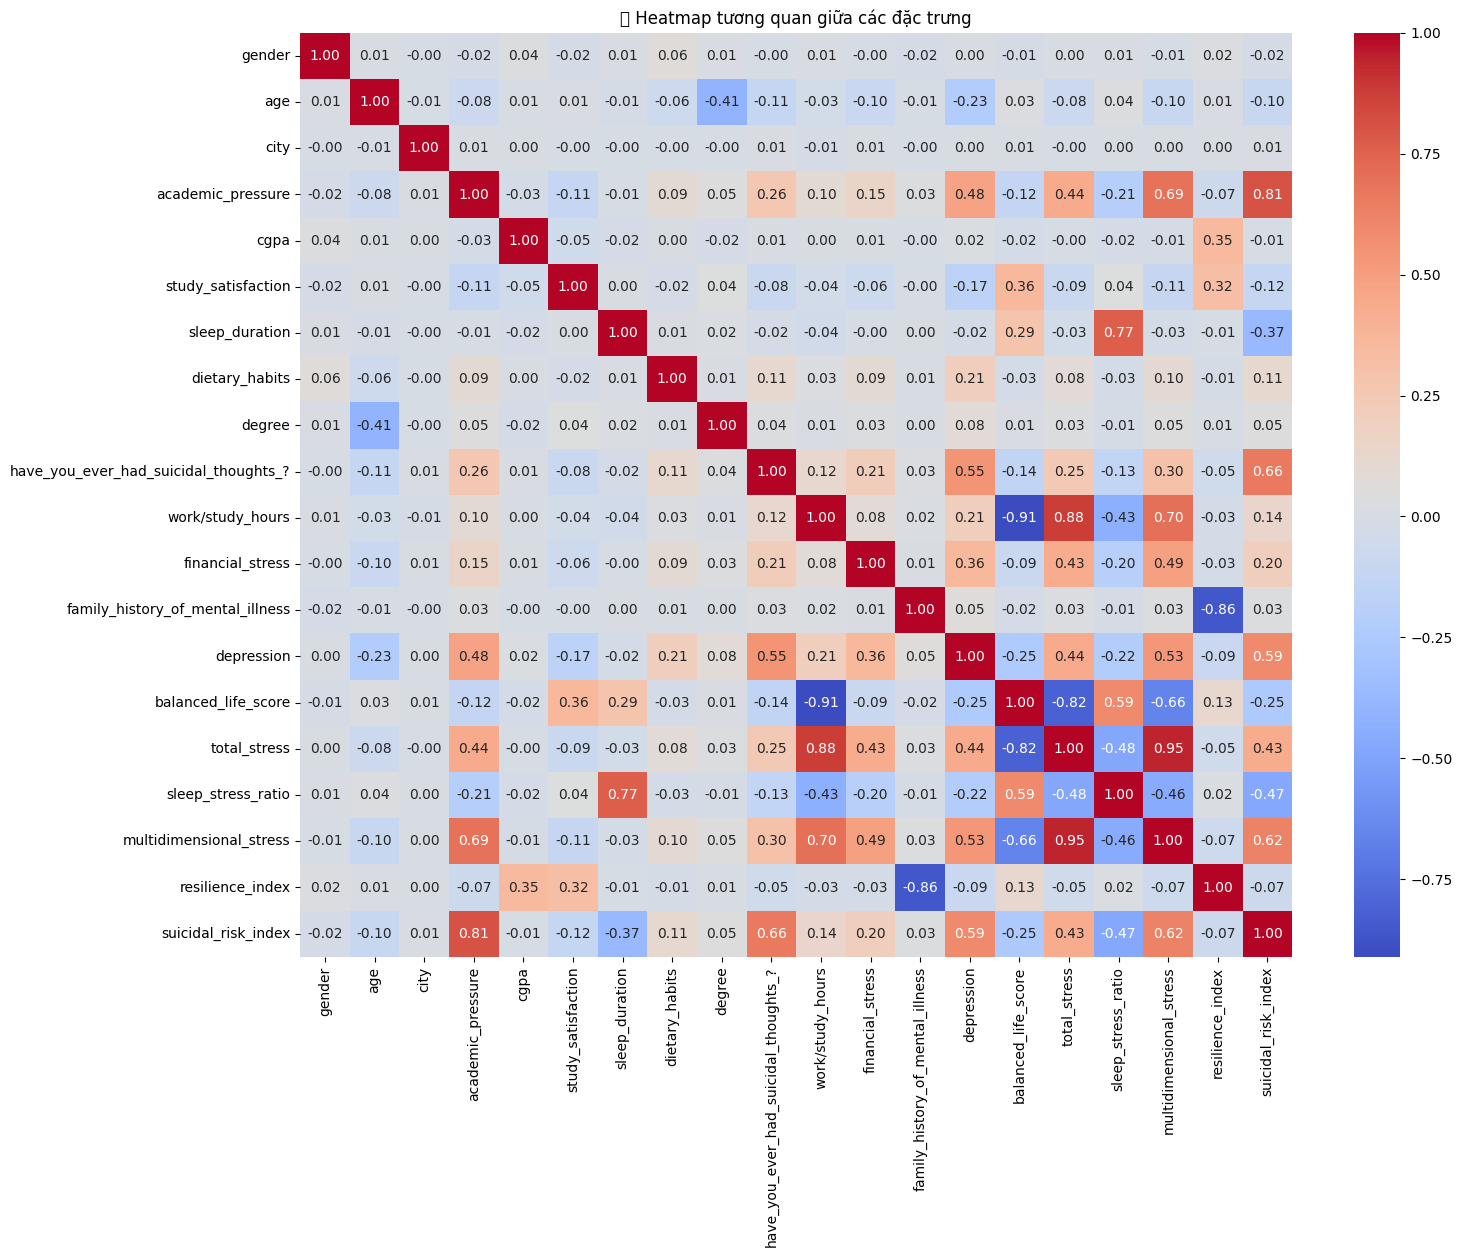 ▯ Heatmap tương quan giữa các đặc trưng
gender 1.00 0.01 -0.00 -0.02 0.04 -0.02 0.01 0.06 0.01 -0.00 0.01 -0.00 -0.02 0.00 -0.01 0.00 0.01 -0.01 0.02 -0.02
age 0.01 1.00 -0.01 -0.08 0.01 0.01 -0.01 -0.06 -0.41 -0.11 -0.03 -0.10 -0.01 -0.23 0.03 -0.08 0.04 -0.10 0.01 -0.10
city -0.00 -0.01 1.00 0.01 0.00 -0.00 -0.00 -0.00 -0.00 0.01 -0.01 0.01 -0.00 0.00 0.01 -0.00 0.00 0.00 0.00 0.01
academic_pressure -0.02 -0.08 0.01 1.00 -0.03 -0.11 -0.01 0.09 0.05 0.26 0.10 0.15 0.03 0.48 -0.12 0.44 -0.21 0.69 -0.07 0.81
cgpa 0.04 0.01 0.00 -0.03 1.00 -0.05 -0.02 0.00 -0.02 0.01 0.00 0.01 -0.00 0.02 -0.02 -0.00 -0.02 -0.01 0.35 -0.01
study_satisfaction -0.02 0.01 -0.00 -0.11 -0.05 1.00 0.00 -0.02 0.04 -0.08 -0.04 -0.06 -0.00 -0.17 0.36 -0.09 0.04 -0.11 0.32 -0.12
sleep_duration 0.01 -0.01 -0.00 -0.01 -0.02 0.00 1.00 0.01 0.02 -0.02 -0.04 -0.00 0.00 -0.02 0.29 -0.03 0.77 -0.03 -0.01 -0.37
dietary_habits 0.06 -0.06 -0.00 0.09 0.00 -0.02 0.01 1.00 0.01 0.11 0.03 0.09 0.01 0.21 -0.03 0.08 -0.03 0.10 -0.01 0.11
degree 0.01 -0.41 -0.00 0.05 -0.02 0.04 0.02 0.01 1.00 0.04 0.01 0.03 0.00 0.08 0.01 0.03 -0.01 0.05 0.01 0.05
have_you_ever_had_suicidal_thoughts_? -0.00 -0.11 0.01 0.26 0.01 -0.08 -0.02 0.11 0.04 1.00 0.12 0.21 0.03 0.55 -0.14 0.25 -0.13 0.30 -0.05 0.66
work/study_hours 0.01 -0.03 -0.01 0.10 0.00 -0.04 -0.04 0.03 0.01 0.12 1.00 0.08 0.02 0.21 -0.91 0.88 -0.43 0.70 -0.03 0.14
financial_stress -0.00 -0.10 0.01 0.15 0.01 -0.06 -0.00 0.09 0.03 0.21 0.08 1.00 0.01 0.36 -0.09 0.43 -0.20 0.49 -0.03 0.20
family_history_of_mental_illness -0.02 -0.01 -0.00 0.03 -0.00 -0.00 0.00 0.01 0.00 0.03 0.02 0.01 1.00 0.05 -0.02 0.03 -0.01 0.03 -0.86 0.03
depression 0.00 -0.23 0.00 0.48 0.02 -0.17 -0.02 0.21 0.08 0.55 0.21 0.36 0.05 1.00 -0.25 0.44 -0.22 0.53 -0.09 0.59
balanced_life_score -0.01 0.03 0.01 -0.12 -0.02 0.36 0.29 -0.03 0.01 -0.14 -0.91 -0.09 -0.02 -0.25 1.00 -0.82 0.59 -0.66 0.13 -0.25
total_stress 0.00 -0.08 -0.00 0.44 -0.00 -0.09 -0.03 0.08 0.03 0.25 0.88 0.43 0.03 0.44 -0.82 1.00 -0.48 0.95 -0.05 0.43
sleep_stress_ratio 0.01 0.04 0.00 -0.21 -0.02 0.04 0.77 -0.03 -0.01 -0.13 -0.43 -0.20 -0.01 -0.22 0.59 -0.48 1.00 -0.46 0.02 -0.47
multidimensional_stress -0.01 -0.10 0.00 0.69 -0.01 -0.11 -0.03 0.10 0.05 0.30 0.70 0.49 0.03 0.53 -0.66 0.95 -0.46 1.00 -0.07 0.62
resilience_index 0.02 0.01 0.00 -0.07 0.35 0.32 -0.01 -0.01 0.01 -0.05 -0.03 -0.03 -0.86 -0.09 0.13 -0.05 0.02 -0.07 1.00 -0.07
suicidal_risk_index -0.02 -0.10 0.01 0.81 -0.01 -0.12 -0.37 0.11 0.05 0.66 0.14 0.20 0.03 0.59 -0.25 0.43 -0.47 0.62 -0.07 1.00
gender
age
city
academic_pressure
cgpa
study_satisfaction
sleep_duration
dietary_habits
degree
have_you_ever_had_suicidal_thoughts_?
work/study_hours
financial_stress
family_history_of_mental_illness
depression
balanced_life_score
total_stress
sleep_stress_ratio
multidimensional_stress
resilience_index
suicidal_risk_index
1.00
0.75
0.50
0.25
0.00
−0.25
−0.50
−0.75